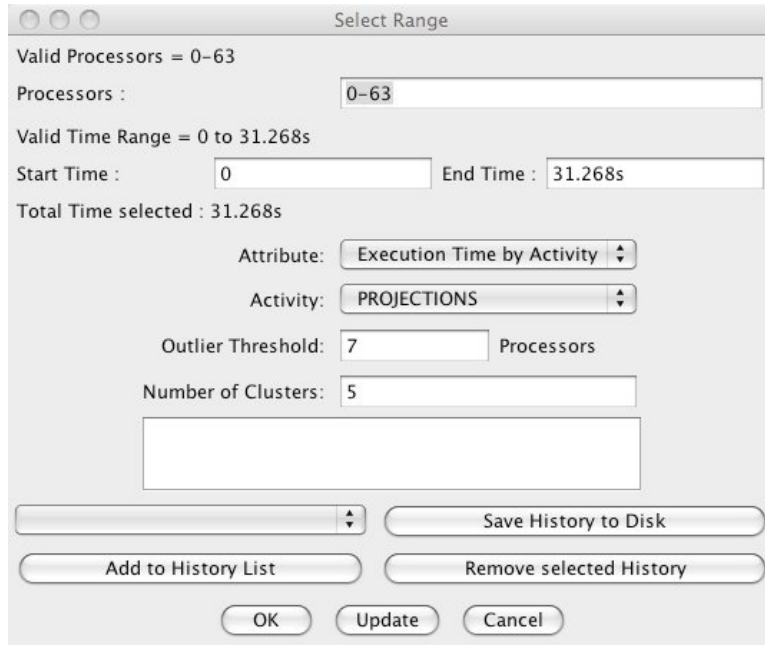 Select Range
Valid Processors = 0-63
Processors : 0-63
Valid Time Range = 0 to 31.268s
Start Time : 0 End Time : 31.268s
Total Time selected : 31.268s
Attribute: Execution Time by Activity
Activity: PROJECTIONS
Outlier Threshold: 7 Processors
Number of Clusters: 5
Save History to Disk
Add to History List Remove selected History
OK Update Cancel